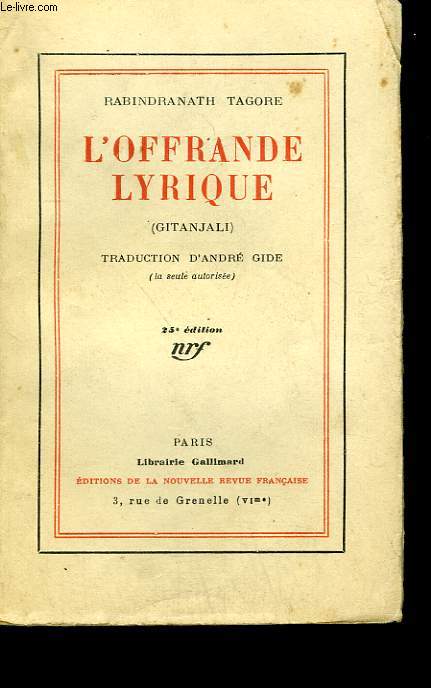 Le-livre.com
RABINDRANATH TAGORE
L'OFFRANDE
LYRIQUE
(GITANJALI)
TRADUCTION D'ANDRÉ GIDE
(la seule autorisée)
25e édition
nrf
PARIS
Librairie Gallimard
ÉDITIONS DE LA NOUVELLE REVUE FRANÇAISE
3, rue de Grenelle (VIme)